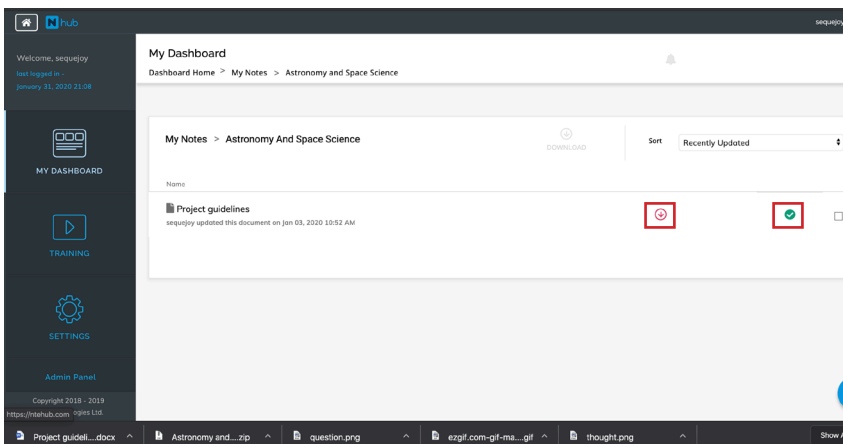 N hub
sequejoy
Welcome, sequejoy
last logged in -
January 31, 2020 21:08
My Dashboard
Dashboard Home > My Notes > Astronomy and Space Science
MY DASHBOARD
TRAINING
SETTINGS
Admin Panel
Copyright 2018 - 2019
ogies Ltd.
https://ntehub.com
My Notes > Astronomy And Space Science
DOWNLOAD
Sort
Recently Updated
Name
Project guidelines
sequejoy updated this document on Jan 03, 2020 10:52 AM
Project guideli....docx
Astronomy and....zip
question.png
ezgif.com-gif-ma....gif
thought.png
Show A